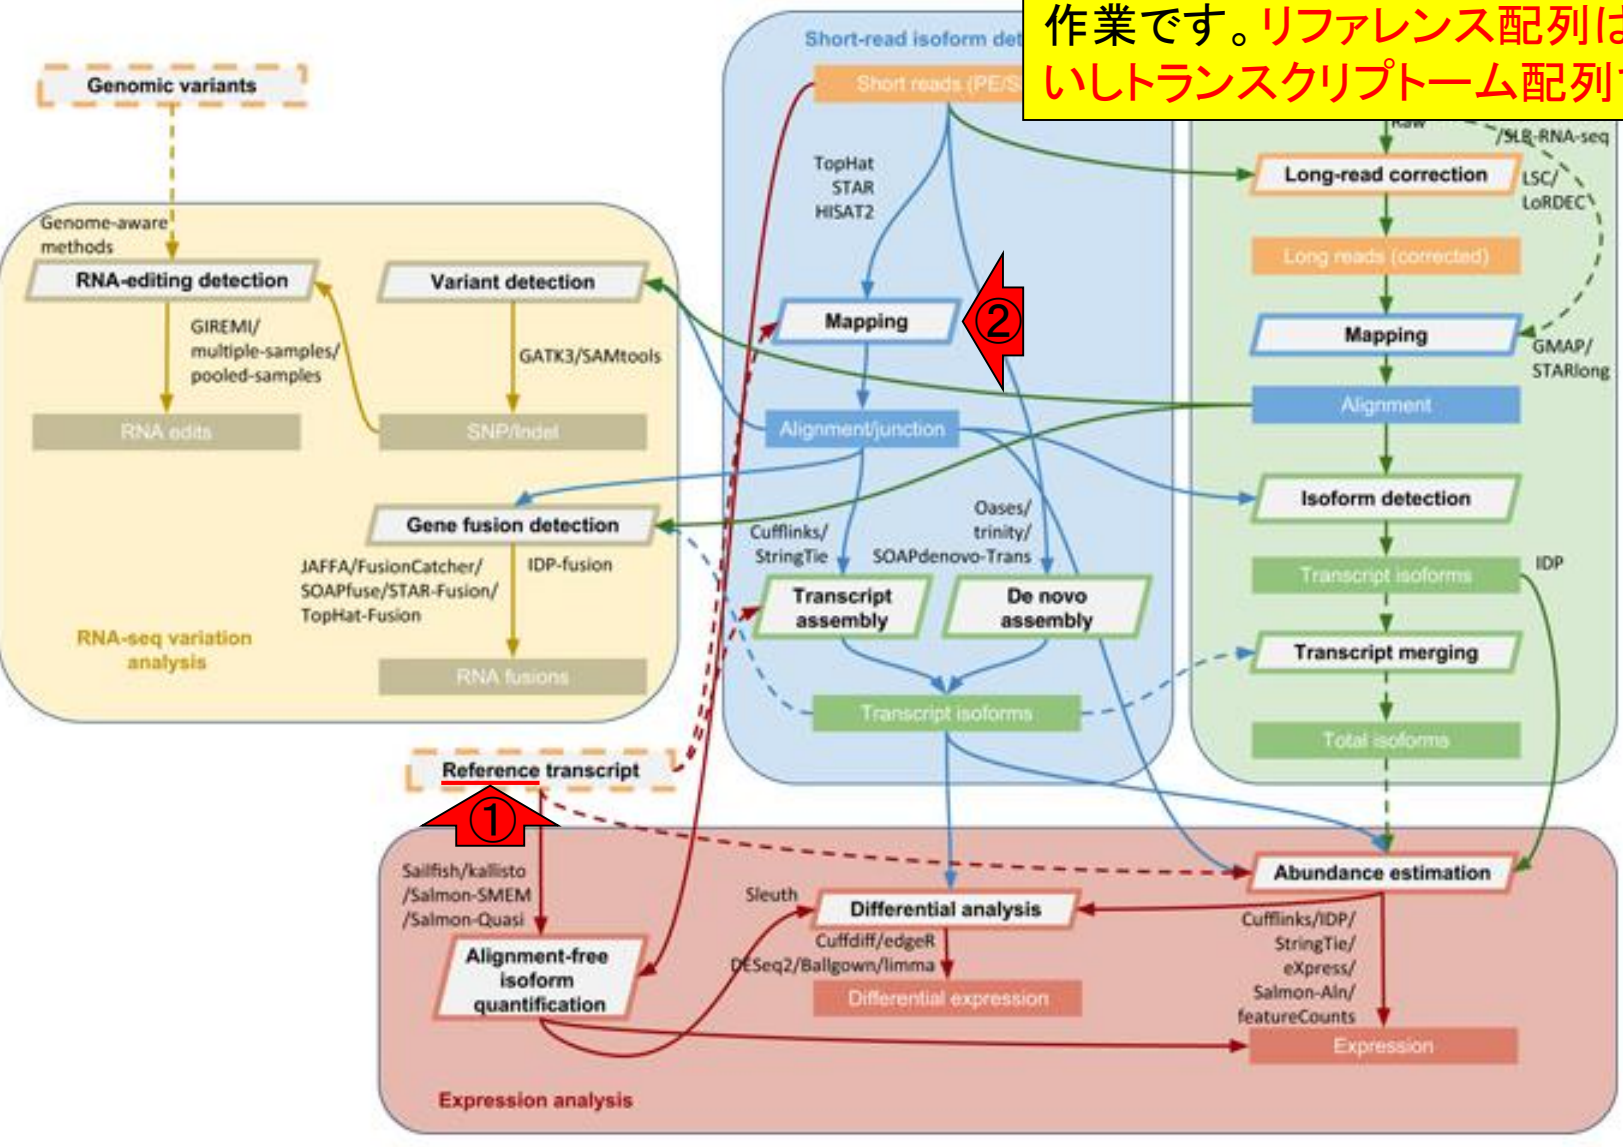 作業です。リファレンス配列は
いしトランスクリプトーム配列
Short-read isoform
Short reads
Genomic variants
Raw
/SLR-RNA-seq
TopHat
STAR
HISAT2
Long-read correction
LSC/
LoRDEC
Genome-aware
methods
Long reads (corrected)
RNA-editing detection
Variant detection
Mapping
②
Mapping
GIREMI/
multiple-samples/
pooled-samples
GATK3/SAMtools
GMAP/
STARlong
Alignment
RNA edits
SNP/Indel
Alignment/junction
Isoform detection
Gene fusion detection
Cufflinks/
StringTie
Oases/
trinity/
SOAPdenovo-Trans
JAFFA/FusionCatcher/
SOAPfuse/STAR-Fusion/
TopHat-Fusion
IDP-fusion
Transcript isoforms
IDP
Transcript
assembly
De novo
assembly
RNA-seq variation
analysis
Transcript merging
RNA fusions
Transcript isoforms
Total isoforms
Reference transcript
①
Sailfish/kallisto
/Salmon-SMEM
/Salmon-Quasi
Abundance estimation
Sleuth
Differential analysis
Cuffdiff/edgeR
DESeq2/Ballgown/limma
Cufflinks/IDP/
StringTie/
eXpress/
Salmon-Aln/
featureCounts
Alignment-free
isoform
quantification
Differential expression
Expression
Expression analysis